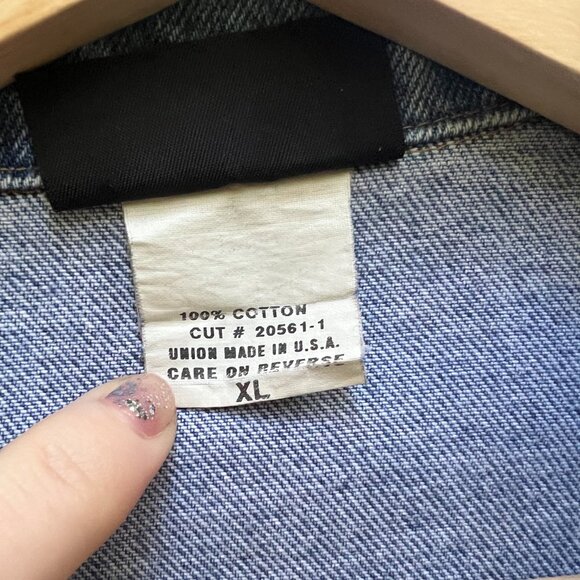 100% COTTON
CUT # 20561-1
UNION MADE IN U.S.A.
CARE ON REVERSE
XL